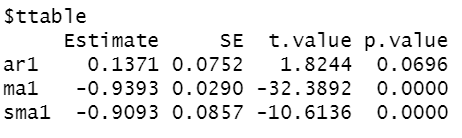 $ttable
     Estimate     SE  t.value p.value
ar1    0.1371 0.0752   1.8244  0.0696
ma1   -0.9393 0.0290 -32.3892  0.0000
sma1  -0.9093 0.0857 -10.6136  0.0000